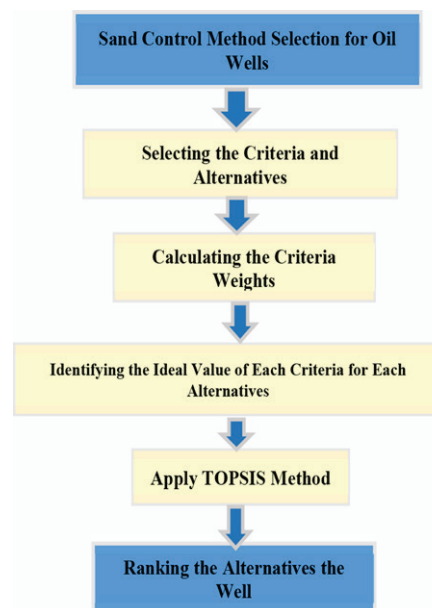 Sand Control Method Selection for Oil
Wells
Selecting the Criteria and
Alternatives
Calculating the Criteria
Weights
Identifying the Ideal Value of Each Criteria for Each
Alternatives
Apply TOPSIS Method
Ranking the Alternatives the
Well